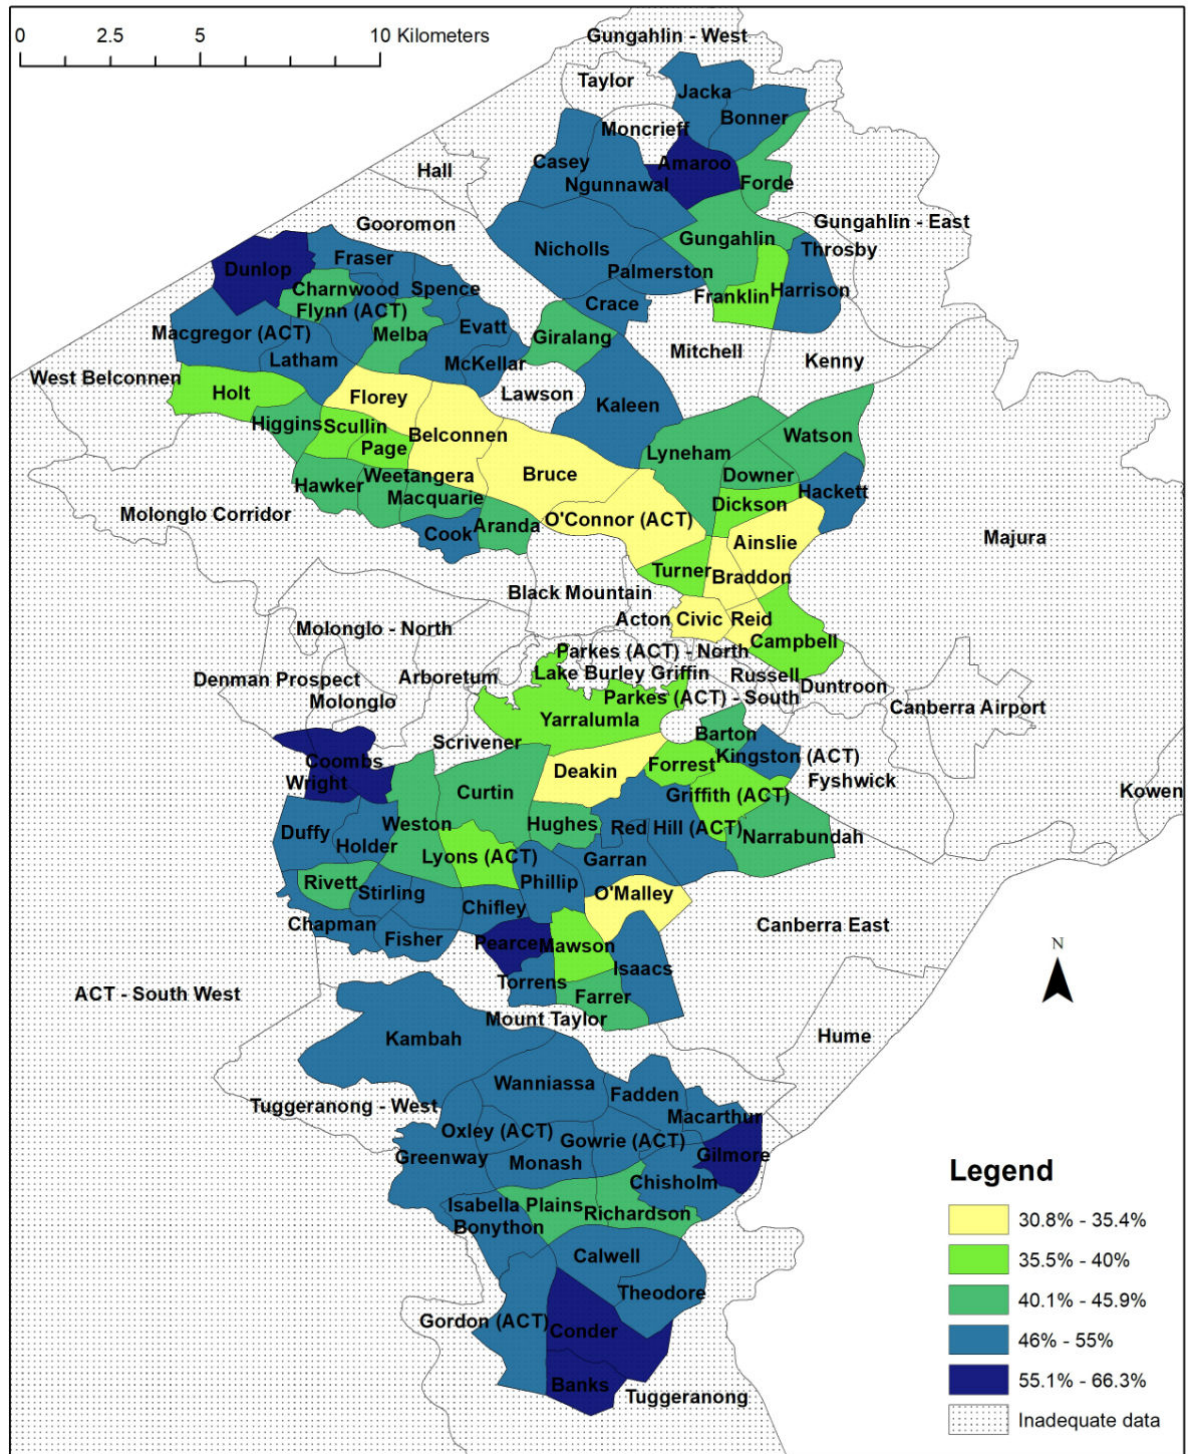 0 2.5 5 10 Kilometers
Gungahlin - West
Taylor
Jacka
Bonner
Moncrieff
Casey
Amaroo
Hall
Ngunnawal
Forde
Gooromon
Gungahlin - East
Gungahlin
Nicholls
Throsby
Fraser
Dunlop
Palmerston
Charnwood
Spence
Crace
Franklin
Harrison
Flynn (ACT)
Evatt
Macgregor (ACT)
Melba
Giralang
Mitchell
Latham
McKellar
Kenny
West Belconnen
Holt
Lawson
Florey
Kaleen
Higgins
Scullin
Belconnen
Watson
Page
Lyneham
Bruce
Weetangera
Downer
Hawker
Macquarie
Hackett
Dickson
Molonglo Corridor
O'Connor (ACT)
Aranda
Cook
Majura
Ainslie
Turner
Braddon
Black Mountain
Acton
Civic
Reid
Molonglo - North
Campbell
Parkes (ACT) - North
Lake Burley Griffin
Russell
Arboretum
Denman Prospect
Duntroon
Molonglo
Parkes (ACT) - South
Canberra Airport
Yarralumla
Barton
Scrivener
Kingston (ACT)
Coombs
Forrest
Deakin
Wright
Fyshwick
Kowen
Curtin
Griffith (ACT)
Weston
Hughes
Red Hill (ACT)
Duffy
Narrabundah
Holder
Lyons (ACT)
Garran
Rivett
Phillip
Stirling
O'Malley
Chifley
Chapman
Canberra East
Fisher
Pearce
Mawson
N
Isaacs
Torrens
ACT - South West
Farrer
Mount Taylor
Hume
Kambah
Wanniassa
Fadden
Tuggeranong - West
Macarthur
Oxley (ACT)
Gowrie (ACT)
Greenway
Gilmore
Monash
Legend
Chisholm
Isabella Plains
Richardson
30.8% - 35.4%
Bonython
Calwell
35.5% - 40%
Theodore
40.1% - 45.9%
Gordon (ACT)
Conder
46% - 55%
Banks
55.1% - 66.3%
Tuggeranong
Inadequate data